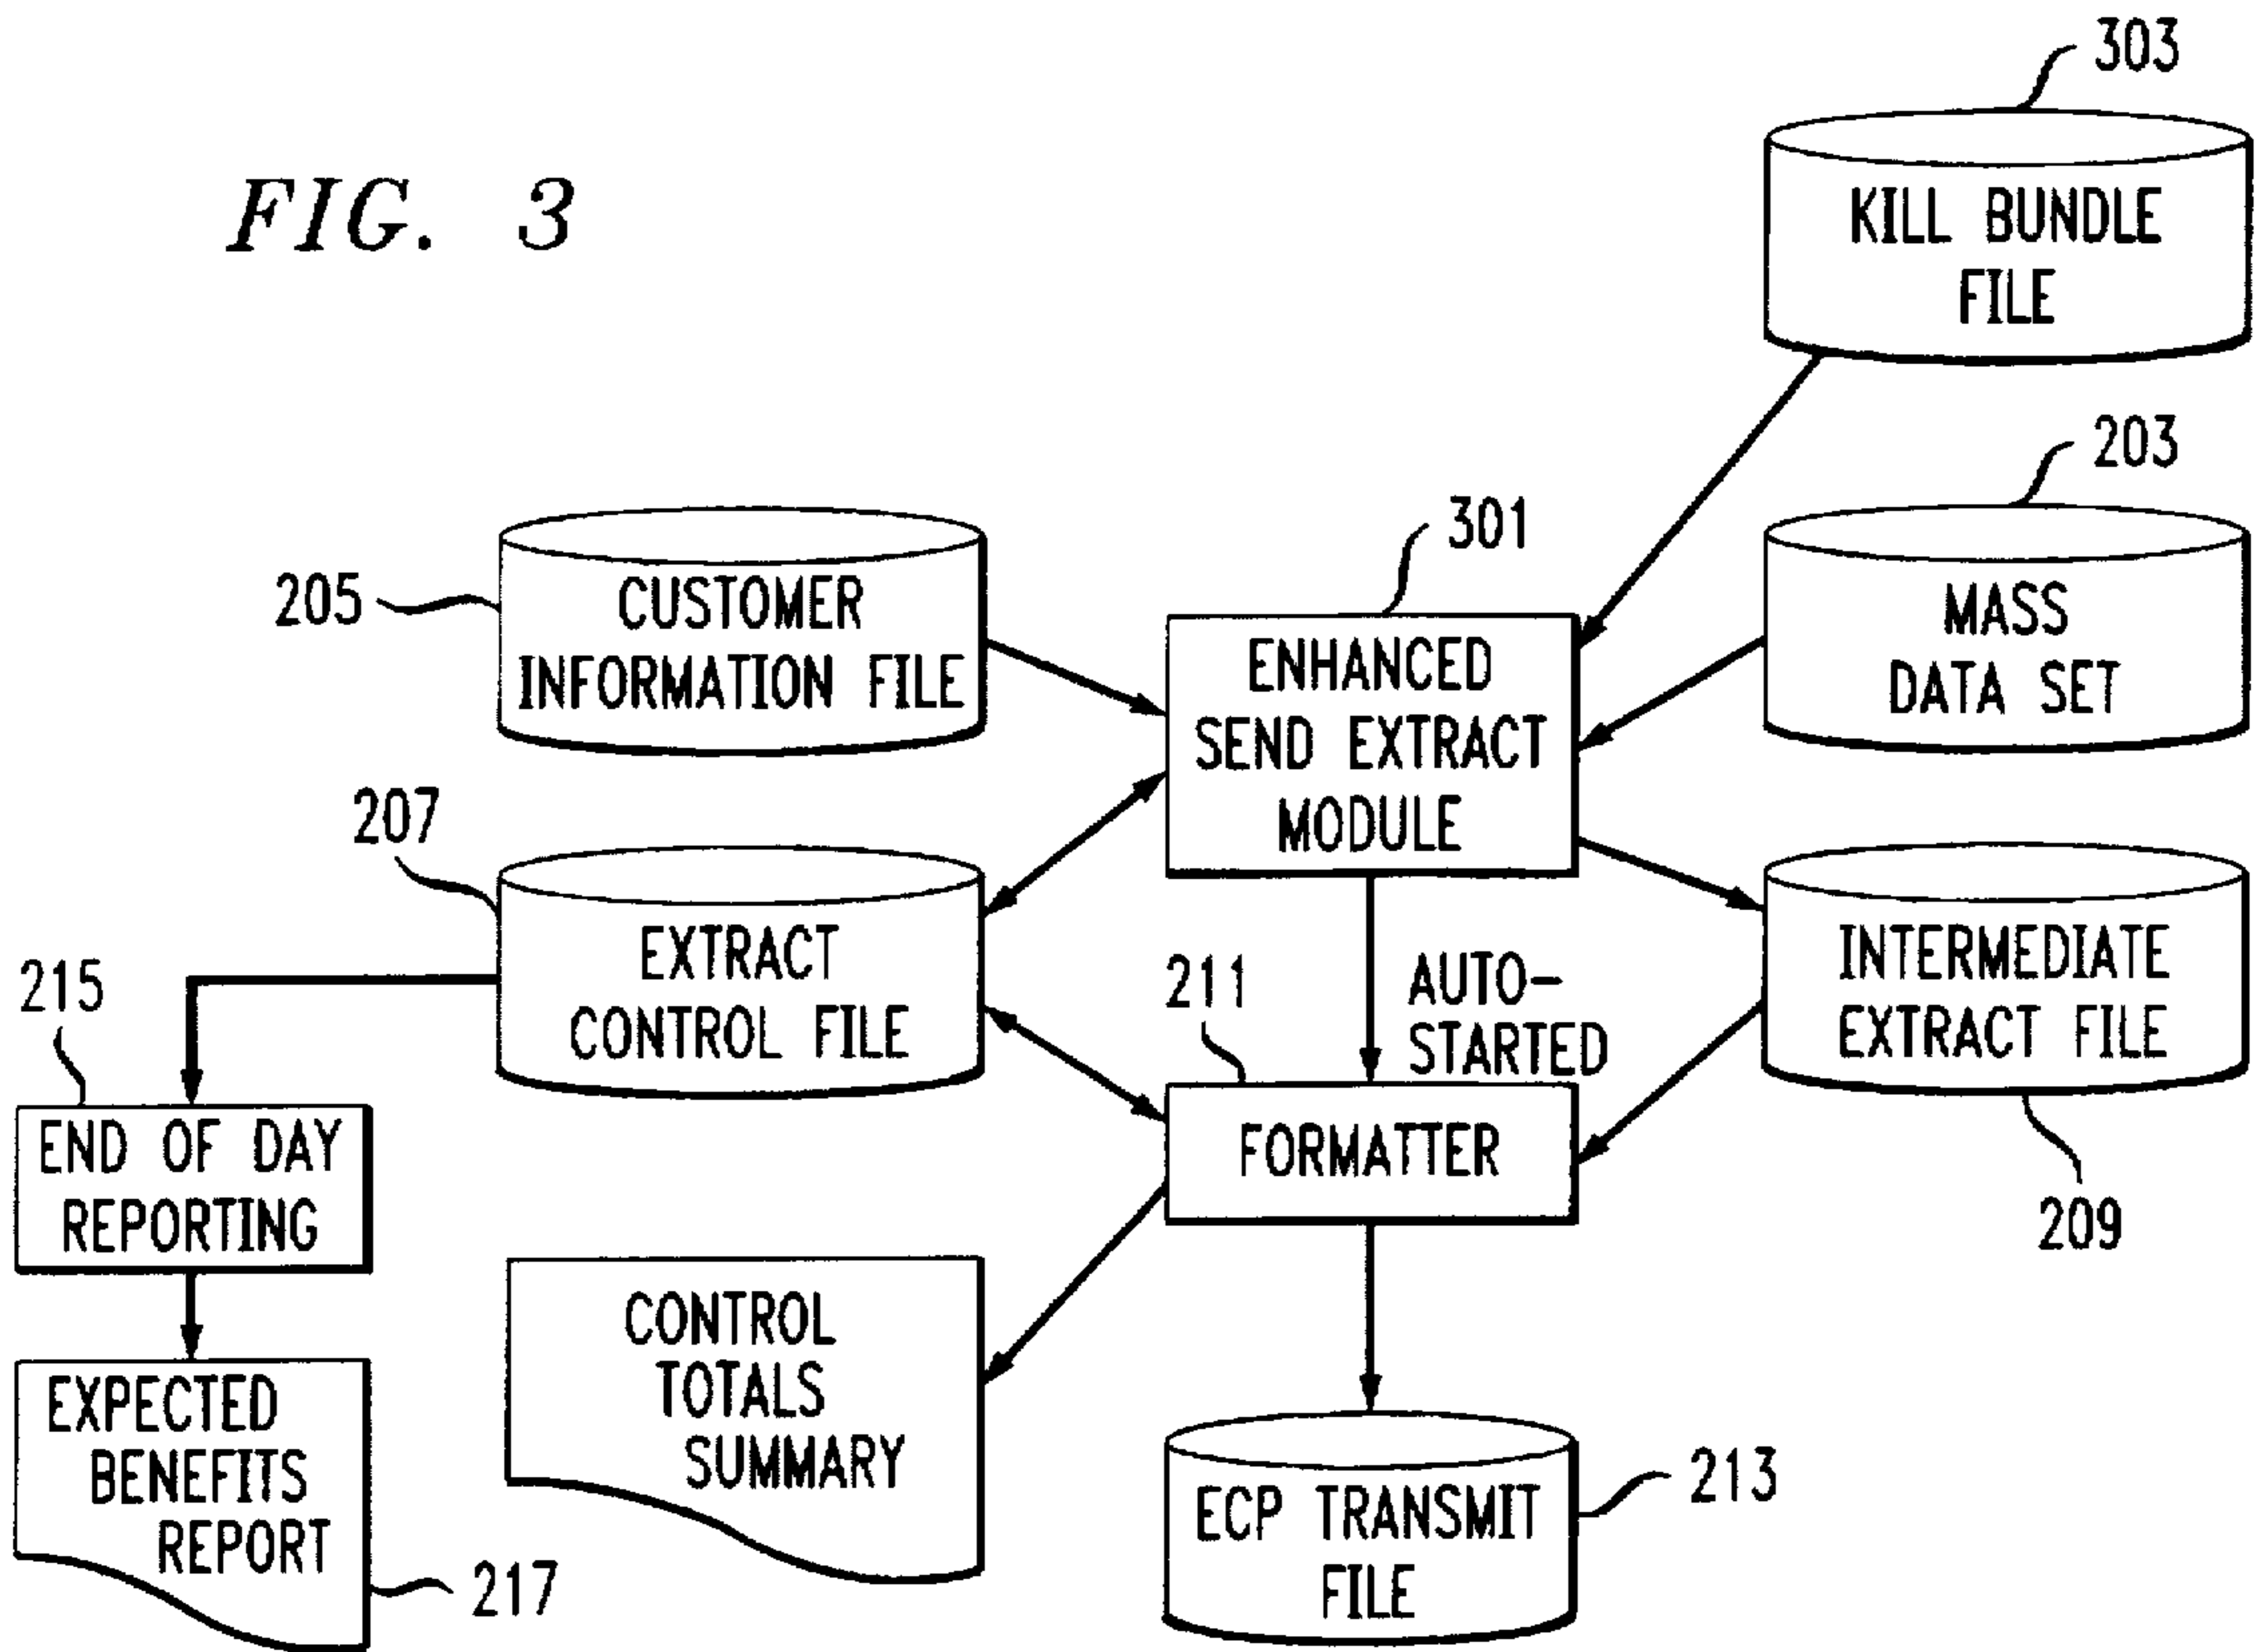 FIG. 3
303
KILL BUNDLE
FILE
203
MASS
DATA SET
301
ENHANCED
SEND EXTRACT
MODULE
205
CUSTOMER
INFORMATION FILE
207
EXTRACT
CONTROL FILE
INTERMEDIATE
EXTRACT FILE
209
AUTO-
STARTED
211
FORMATTER
215
END OF DAY
REPORTING
EXPECTED
BENEFITS
REPORT
217
CONTROL
TOTALS
SUMMARY
ECP TRANSMIT
FILE
213